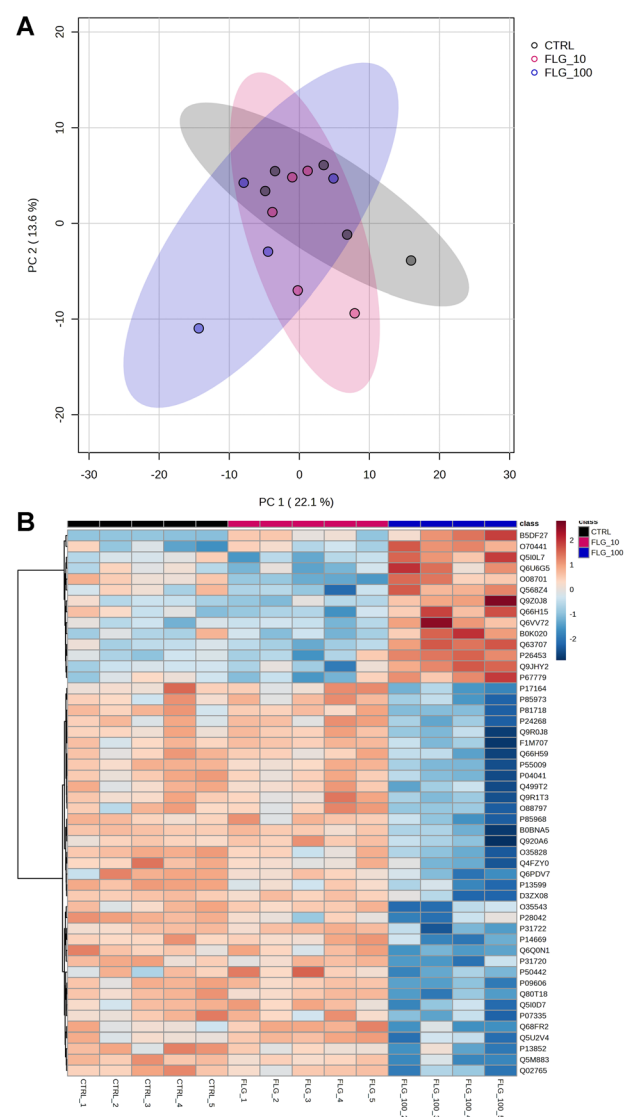 A
20
10
0
-10
-20
PC 2 ( 13.6 %)
-30
-20
-10
0
10
20
30
PC 1 ( 22.1 %)
CTRL
FLG_10
FLG_100
B
class
class
CTRL
FLG_10
FLG_100
2
1
0
-1
-2
B5DF27
O70441
Q5I0L7
Q6U6G5
O08701
Q568Z4
Q9Z0J8
Q66H15
Q6VV72
B0K020
Q63707
P26453
Q9JHY2
P67779
P17164
P85973
P81718
P24268
Q9R0J8
F1M707
Q66H59
P55009
P04041
Q499T2
Q9R1T3
O88797
P85968
B0BNA5
Q920A6
O35828
Q4FZY0
Q6PDV7
P13599
D3ZX08
O35543
P28042
P31722
P14669
Q6Q0N1
P31720
P50442
P09606
Q80T18
Q5I0D7
P07335
Q68FR2
Q5U2V4
P13852
Q5M883
Q02765
CTRL_1
CTRL_2
CTRL_3
CTRL_4
CTRL_5
FLG_1
FLG_2
FLG_3
FLG_4
FLG_5